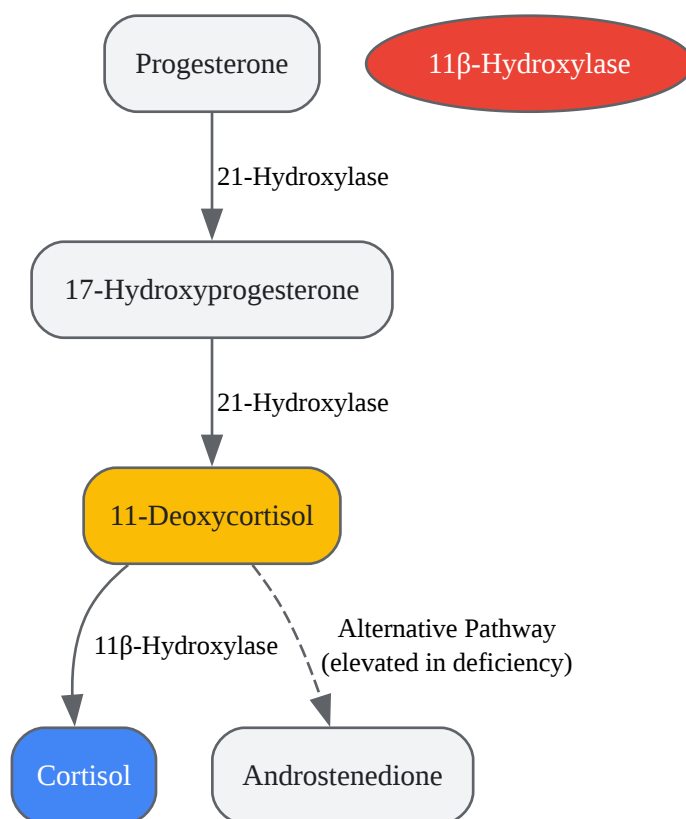 Progesterone
11β-Hydroxylase
21-Hydroxylase
17-Hydroxyprogesterone
21-Hydroxylase
11-Deoxycortisol
11β-Hydroxylase
Alternative Pathway
(elevated in deficiency)
Cortisol
Androstenedione